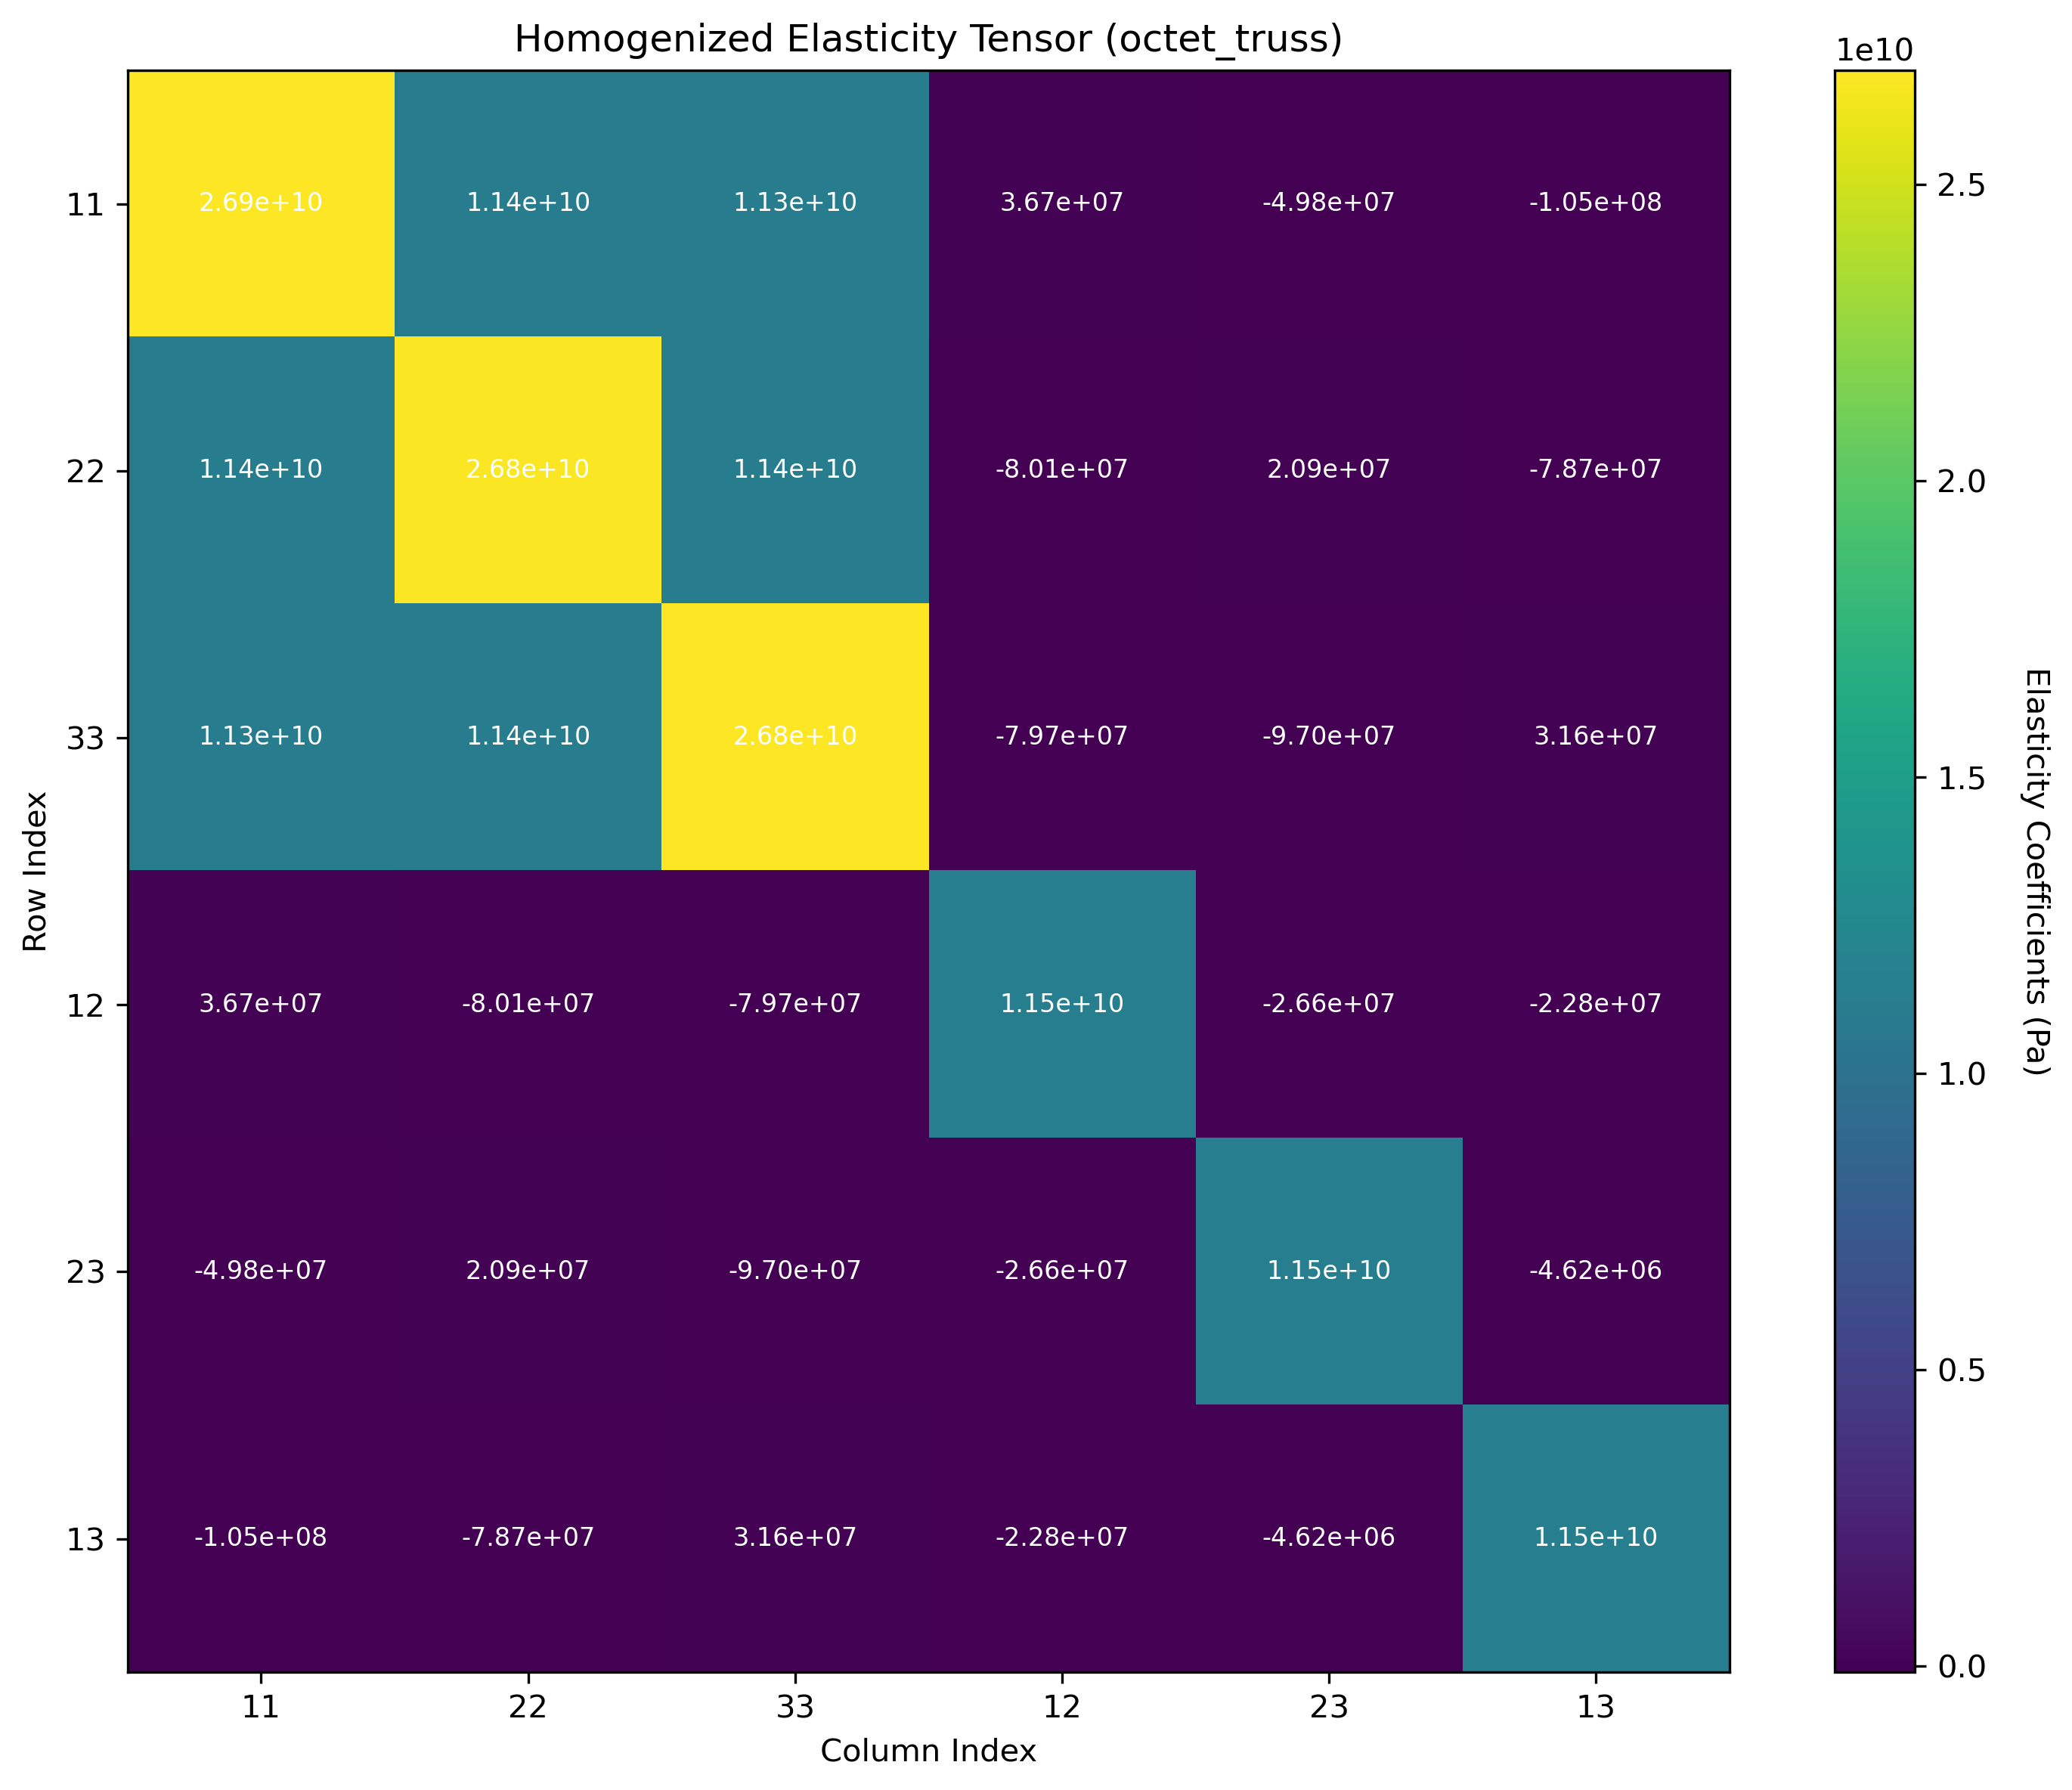 Homogenized Elasticity Tensor (octet_truss)
1e10
11 2.69e+10 1.14e+10 1.13e+10 3.67e+07 -4.98e+07 -1.05e+08
22 1.14e+10 2.68e+10 1.14e+10 -8.01e+07 2.09e+07 -7.87e+07
33 1.13e+10 1.14e+10 2.68e+10 -7.97e+07 -9.70e+07 3.16e+07
12 3.67e+07 -8.01e+07 -7.97e+07 1.15e+10 -2.66e+07 -2.28e+07
23 -4.98e+07 2.09e+07 -9.70e+07 -2.66e+07 1.15e+10 -4.62e+06
13 -1.05e+08 -7.87e+07 3.16e+07 -2.28e+07 -4.62e+06 1.15e+10
11 22 33 12 23 13
Column Index
Row Index
2.5
2.0
1.5
1.0
0.5
0.0
Elasticity Coefficients (Pa)